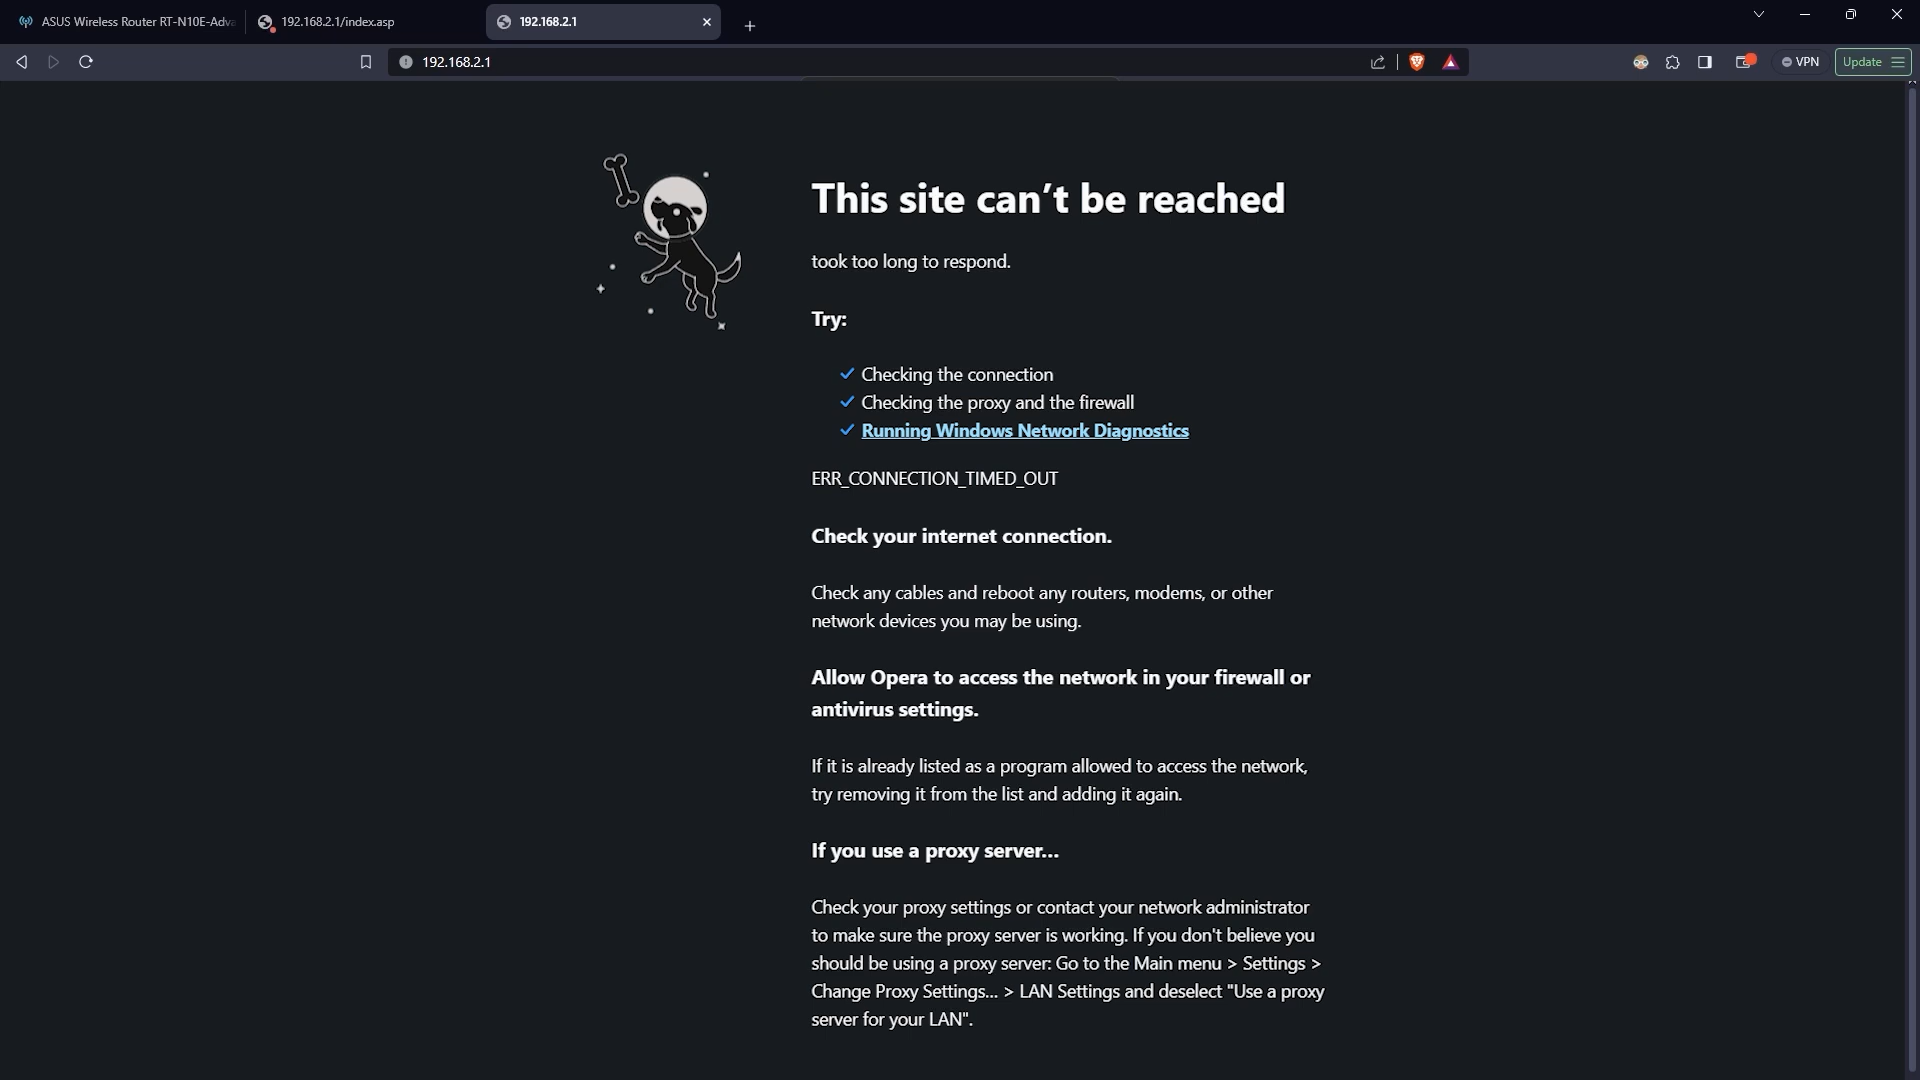 ASUS Wireless Router RT-N10E-Adva
192.168.2.1/index.asp
192.168.2.1
192.168.2.1
VPN
Update
This site can’t be reached
took too long to respond.
Try:
Checking the connection
Checking the proxy and the firewall
Running Windows Network Diagnostics
ERR_CONNECTION_TIMED_OUT
Check your internet connection.
Check any cables and reboot any routers, modems, or other
network devices you may be using.
Allow Opera to access the network in your firewall or
antivirus settings.
If it is already listed as a program allowed to access the network,
try removing it from the list and adding it again.
If you use a proxy server...
Check your proxy settings or contact your network administrator
to make sure the proxy server is working. If you don't believe you
should be using a proxy server: Go to the Main menu > Settings >
Change Proxy Settings... > LAN Settings and deselect "Use a proxy
server for your LAN".